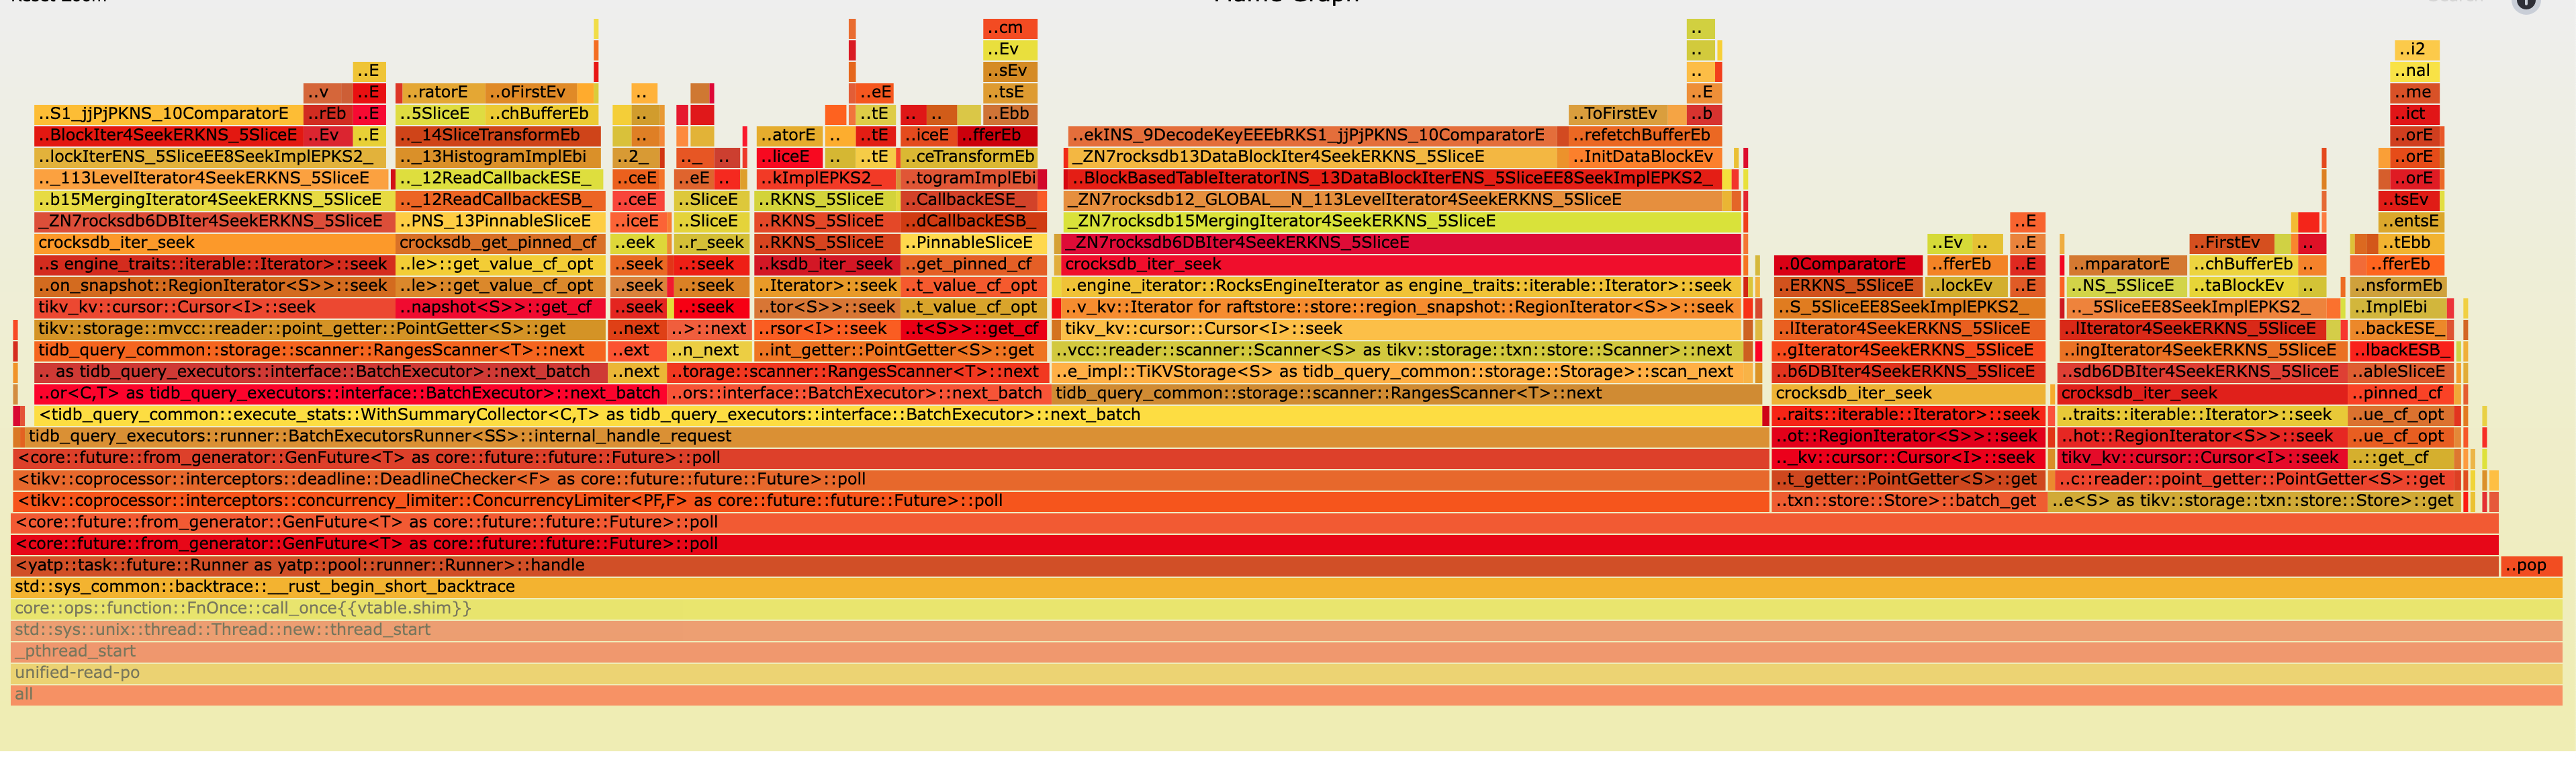 ..cm
..Ev ..i2
..E ..sEv .. ..nal
..v ..E ..ratorE ..oFirstEv .. ..eE ..tsE ..E ..me
..S1_jjPjPKNS_10ComparatorE ..rEb ..E ..5SliceE ..chBufferEb .. ..tE .. .. ..Ebb ..ToFirstEv ..b ..ict
..BlockIter4SeekERKNS_5SliceE ..Ev ..E .._14SliceTransformEb .. ..atorE .. ..tE ..iceE ..fferEb ..ekINS_9DecodeKeyEEEbRKS1_jjPjPKNS_10ComparatorE ..refetchBufferEb ..orE
..lockIterENS_5SliceEE8SeekImplEPKS2_ .._13HistogramImplEbi ..2_ .._ .. ..liceE .. ..tE ..ceTransformEb _ZN7rocksdb13DataBlockIter4SeekERKNS_5SliceE ..InitDataBlockEv ..orE
.._113LevelIterator4SeekERKNS_5SliceE .._12ReadCallbackESE_ ..ceE ..eE .. ..kImplEPKS2_ ..togramImplEbi ..BlockBasedTableIteratorINS_13DataBlockIterENS_5SliceEE8SeekImplEPKS2_ ..orE
..b15MergingIterator4SeekERKNS_5SliceE .._12ReadCallbackESB_ ..ceE ..SliceE ..RKNS_5SliceE ..CallbackESE_ _ZN7rocksdb12_GLOBAL__N_113LevelIterator4SeekERKNS_5SliceE ..tsEv
_ZN7rocksdb6DBIter4SeekERKNS_5SliceE ..PNS_13PinnableSliceE ..iceE ..SliceE ..RKNS_5SliceE ..dCallbackESB_ _ZN7rocksdb15MergingIterator4SeekERKNS_5SliceE ..E ..entsE
crocksdb_iter_seek crocksdb_get_pinned_cf ..eek ..r_seek ..RKNS_5SliceE ..PinnableSliceE _ZN7rocksdb6DBIter4SeekERKNS_5SliceE ..Ev .. ..E ..FirstEv .. ..tEbb
..s engine_traits::iterable::Iterator>::seek ..le>::get_value_cf_opt ..seek ..:seek ..ksdb_iter_seek ..get_pinned_cf crocksdb_iter_seek ..0ComparatorE ..fferEb ..E ..mparatorE ..chBufferEb .. ..fferEb
..on_snapshot::RegionIterator<S>>::seek ..le>::get_value_cf_opt ..seek ..:seek ..Iterator>::seek ..t_value_cf_opt ..engine_iterator::RocksEngineIterator as engine_traits::iterable::Iterator>::seek ..ERKNS_5SliceE ..lockEv ..E ..NS_5SliceE ..taBlockEv .. ..nsformEb
tikv_kv::cursor::Cursor<I>::seek ..napshot<S>>::get_cf ..seek ..:seek ..tor<S>>::seek ..t_value_cf_opt ..v_kv::Iterator for raftstore::store::region_snapshot::RegionIterator<S>>::seek ..S_5SliceEE8SeekImplEPKS2_ .._5SliceEE8SeekImplEPKS2_ ..ImplEbi
tikv::storage::mvcc::reader::point_getter::PointGetter<S>::get ..next ..>::next ..rsor<I>::seek ..t<S>>::get_cf tikv_kv::cursor::Cursor<I>::seek ..lIterator4SeekERKNS_5SliceE ..lIterator4SeekERKNS_5SliceE ..backESE_
tidb_query_common::storage::scanner::RangesScanner<T>::next ..ext ..n_next ..int_getter::PointGetter<S>::get ..vcc::reader::scanner::Scanner<S> as tikv::storage::txn::store::Scanner>::next ..gIterator4SeekERKNS_5SliceE ..ingIterator4SeekERKNS_5SliceE ..lbackESB_
.. as tidb_query_executors::interface::BatchExecutor>::next_batch ..next ..torage::scanner::RangesScanner<T>::next ..e_impl::TiKVStorage<S> as tidb_query_common::storage::Storage>::scan_next ..b6DBIter4SeekERKNS_5SliceE ..sdb6DBIter4SeekERKNS_5SliceE ..ableSliceE
..or<C,T> as tidb_query_executors::interface::BatchExecutor>::next_batch ..ors::interface::BatchExecutor>::next_batch tidb_query_common::storage::scanner::RangesScanner<T>::next crocksdb_iter_seek crocksdb_iter_seek ..pinned_cf
<tidb_query_common::execute_stats::WithSummaryCollector<C,T> as tidb_query_executors::interface::BatchExecutor>::next_batch ..raits::iterable::Iterator>::seek ..traits::iterable::Iterator>::seek ..ue_cf_opt
tidb_query_executors::runner::BatchExecutorsRunner<SS>::internal_handle_request ..ot::RegionIterator<S>>::seek ..hot::RegionIterator<S>>::seek ..ue_cf_opt
<core::future::from_generator::GenFuture<T> as core::future::future::Future>::poll .._kv::cursor::Cursor<I>::seek tikv_kv::cursor::Cursor<I>::seek ..::get_cf
<tikv::coprocessor::interceptors::deadline::DeadlineChecker<F> as core::future::future::Future>::poll ..t_getter::PointGetter<S>::get ..c::reader::point_getter::PointGetter<S>::get
<tikv::coprocessor::interceptors::concurrency_limiter::ConcurrencyLimiter<PF,F> as core::future::future::Future>::poll ..txn::store::Store>::batch_get ..e<S> as tikv::storage::txn::store::Store>::get
<core::future::from_generator::GenFuture<T> as core::future::future::Future>::poll
<core::future::from_generator::GenFuture<T> as core::future::future::Future>::poll
<yatp::task::future::Runner as yatp::pool::runner::Runner>::handle ..pop
std::sys_common::backtrace::__rust_begin_short_backtrace
core::ops::function::FnOnce::call_once{{vtable.shim}}
std::sys::unix::thread::Thread::new::thread_start
_pthread_start
unified-read-po
all